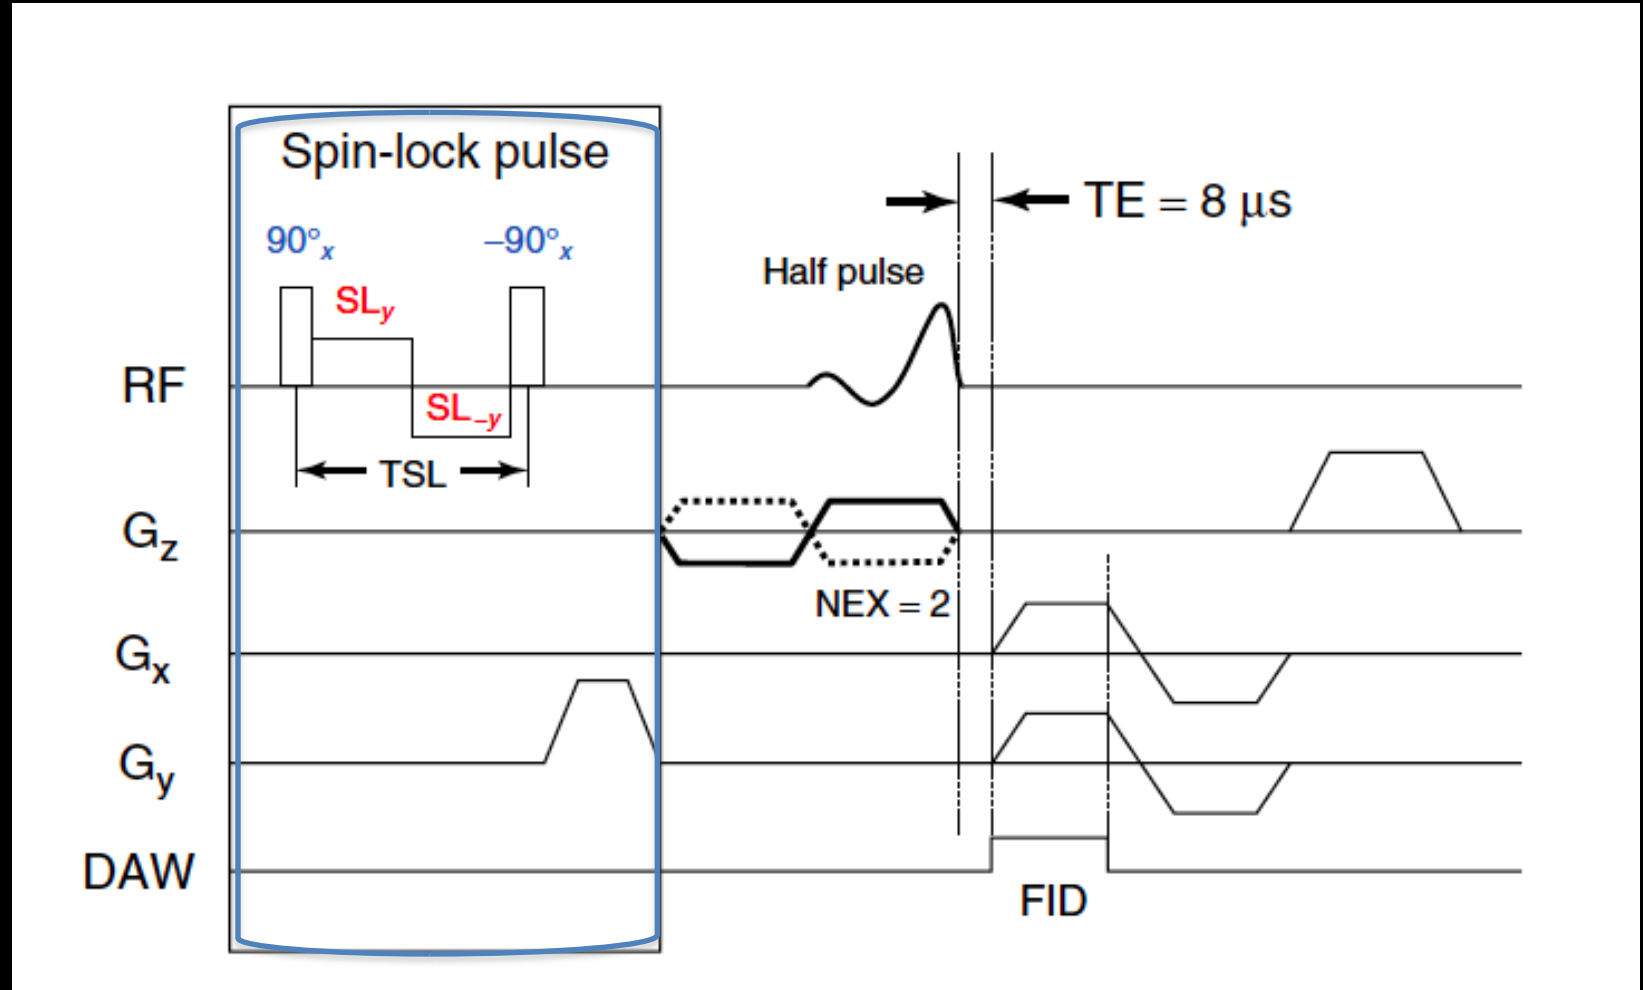 Spin-lock pulse
TE = 8 μs
90°x
–90°x
Half pulse
SLy
RF
SL–y
TSL
Gz
NEX = 2
Gx
Gy
DAW
FID